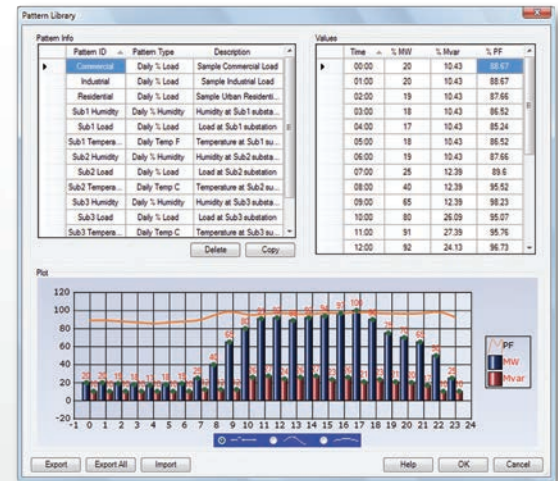 Pattern Library
Pattern Info
Pattern ID Pattern Type Description
Commercial Daily % Load Sample Commercial Load
Industrial Daily % Load Sample Industrial Load
Residential Daily % Load Sample Urban Residenti...
Sub1 Humidity Daily % Humidity Humidity at Sub1 substa...
Sub1 Load Daily % Load Load at Sub1 substation
Sub1 Tempera... Daily Temp F Temperature at Sub1 su...
Sub2 Humidity Daily % Humidity Humidity at Sub2 substa...
Sub2 Load Daily % Load Load at Sub2 substation
Sub2 Tempera... Daily Temp C Temperature at Sub2 su...
Sub3 Humidity Daily % Humidity Humidity at Sub3 substa...
Sub3 Load Daily % Load Load at Sub3 substation
Sub3 Tempera... Daily Temp C Temperature at Sub3 su...
Delete Copy
Values
Time % MW % Mvar % PF
00:00 20 10.43 88.67
01:00 20 10.43 88.67
02:00 19 10.43 87.66
03:00 18 10.43 86.52
04:00 17 10.43 85.24
05:00 18 10.43 86.52
06:00 19 10.43 87.66
07:00 25 12.39 89.6
08:00 40 12.39 95.52
09:00 65 12.39 98.23
10:00 80 26.09 95.07
11:00 91 27.39 95.76
12:00 92 24.13 96.73
Plot
120
100
80
60
40
20
0
-20
-1 0 1 2 3 4 5 6 7 8 9 10 11 12 13 14 15 16 17 18 19 20 21 22 23 24
PF
MW
Mvar
Export Export All Import Help OK Cancel